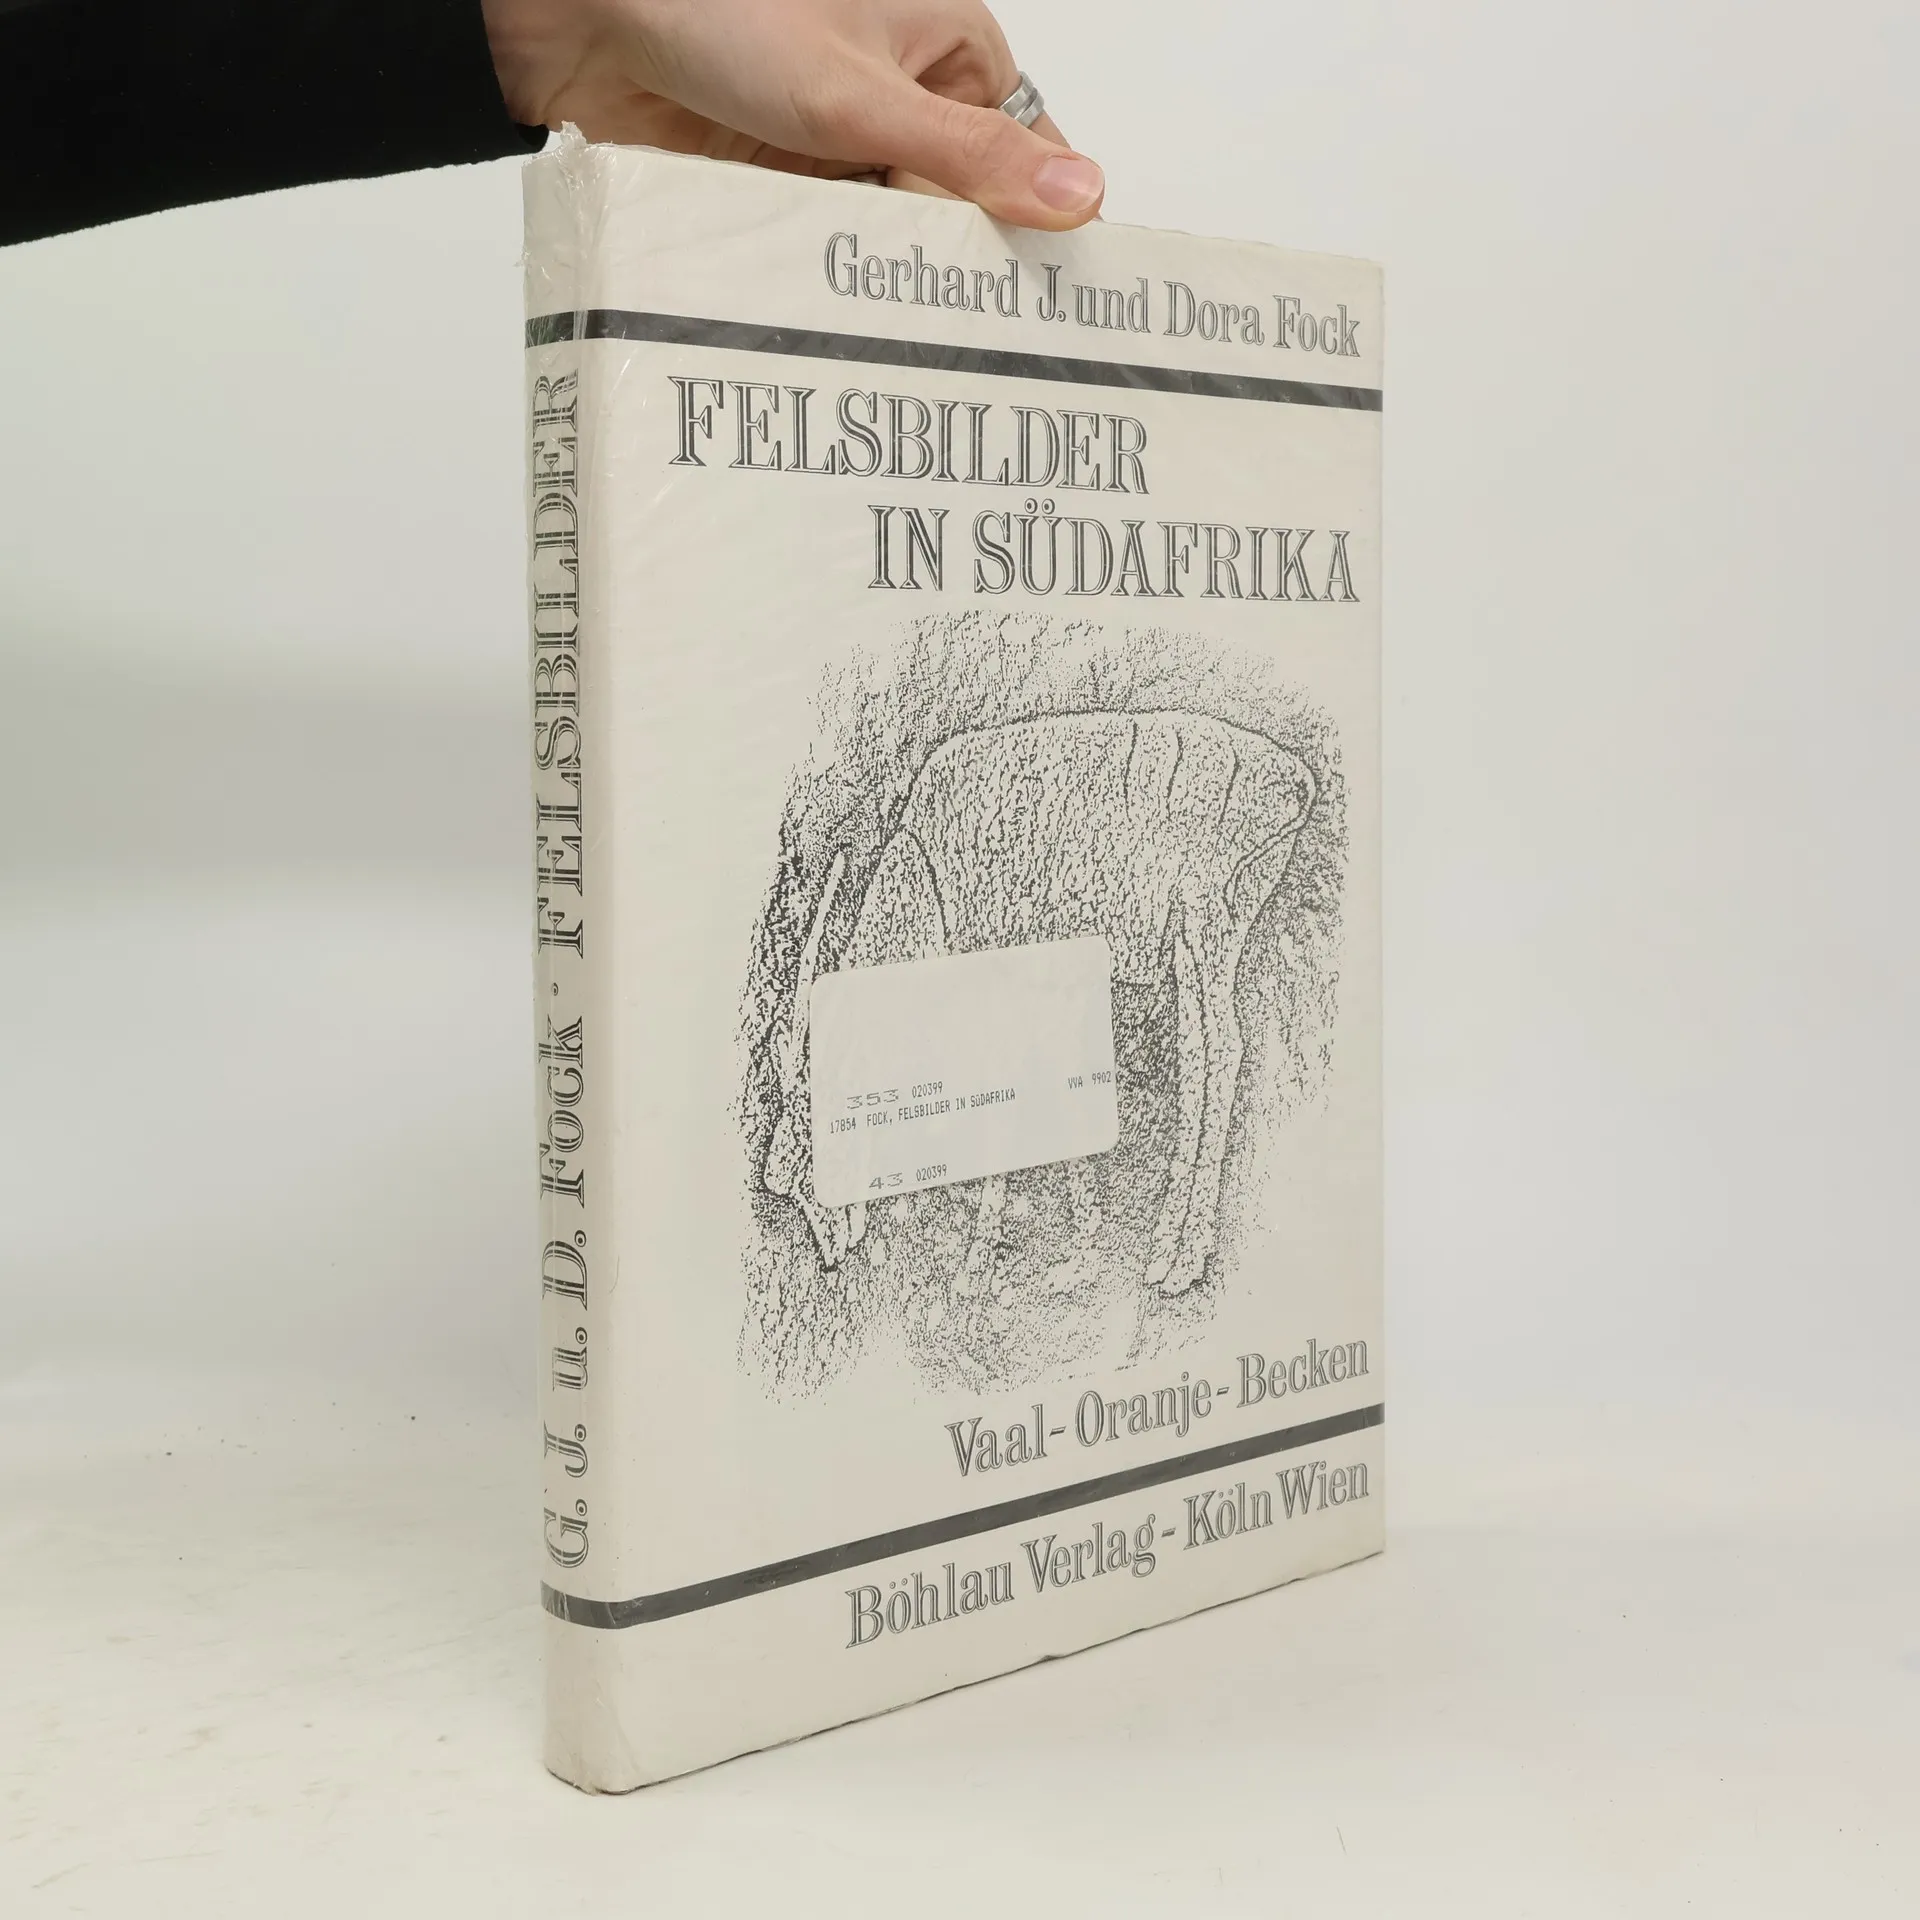 Gerhard J. und Dora Fock
FELSBILDER
IN SÜDAFRIKA
353 020399 VVA 9902
17854 FOCK, FELSBILDER IN SüDAFRIKA
43 020399
Vaal-Oranje-Becken
Böhlau Verlag-Köln Wien
G. J. u. D. Fock · FELSBILDER